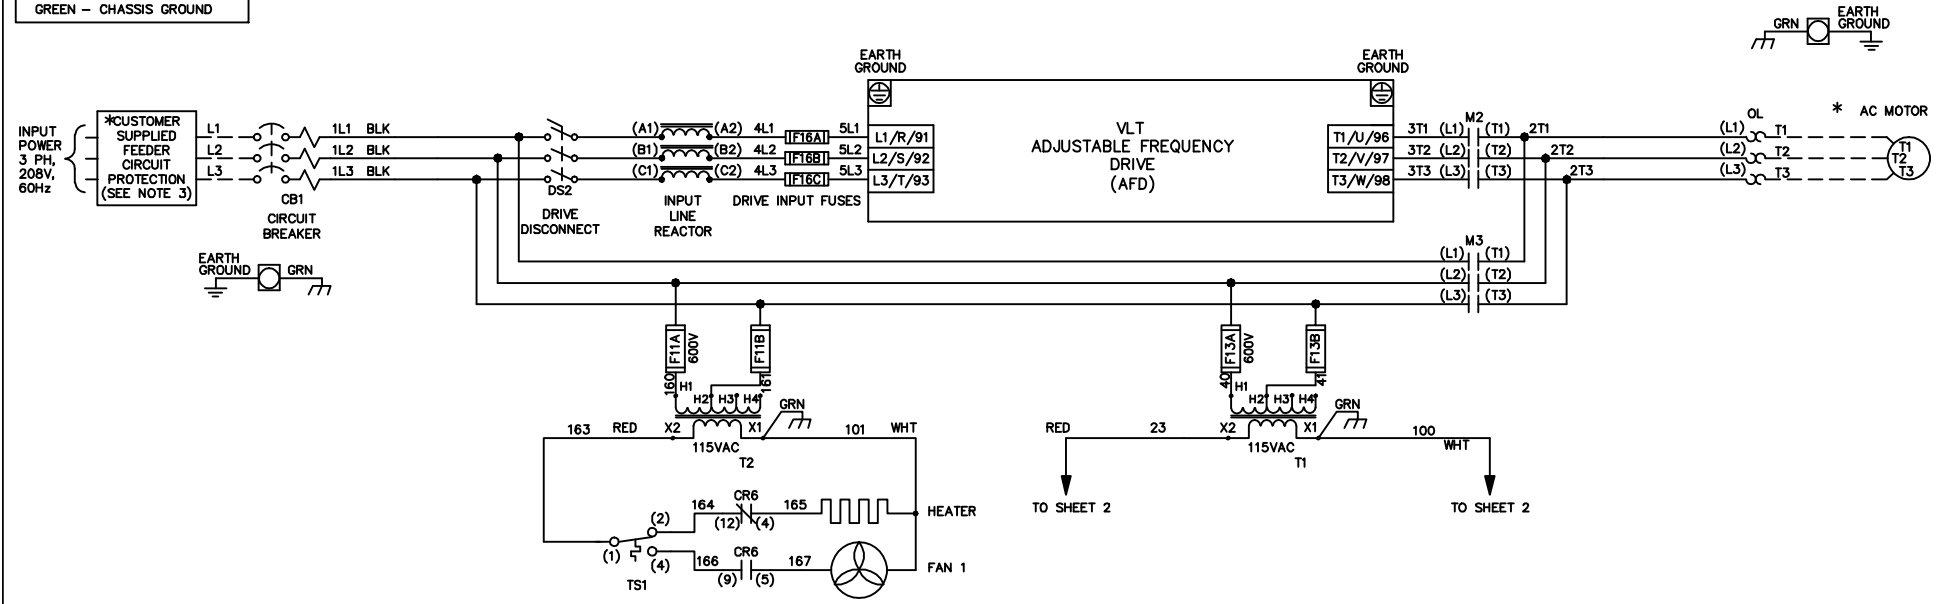 GREEN – CHASSIS GROUND
GRN
EARTH
GROUND
EARTH
GROUND
EARTH
GROUND
INPUT
POWER
3 PH,
208V,
60Hz
*CUSTOMER
SUPPLIED
FEEDER
CIRCUIT
PROTECTION
(SEE NOTE 3)
L1
L2
L3
CB1
CIRCUIT
BREAKER
1L1 BLK
1L2 BLK
1L3 BLK
DS2
DRIVE
DISCONNECT
(A1) (A2) 4L1 F16A 5L1
(B1) (B2) 4L2 F16B 5L2
(C1) (C2) 4L3 F16C 5L3
INPUT
LINE
REACTOR
DRIVE INPUT FUSES
L1/R/91
L2/S/92
L3/T/93
VLT
ADJUSTABLE FREQUENCY
DRIVE
(AFD)
T1/U/96
T2/V/97
T3/W/98
M2
3T1 (L1) (T1) 2T1
3T2 (L2) (T2) 2T2
3T3 (L3) (T3) 2T3
OL
(L1) T1
(L2) T2
(L3) T3
* AC MOTOR
T1
T2
T3
EARTH
GROUND
GRN
M3
(L1) (T1)
(L2) (T2)
(L3) (T3)
F11A
600V
F11B
160
161
H1
H2 H3 H4
GRN
163 RED X2 X1 101 WHT
115VAC
T2
F13A
600V
F13B
40
41
H1
H2 H3 H4
GRN
RED 23 X2 X1 100
WHT
115VAC
T1
TO SHEET 2
TO SHEET 2
CR6
164 165
(2) (12) (4)
HEATER
(1)
(4)
TS1
CR6
166 167
(9) (5)
FAN 1